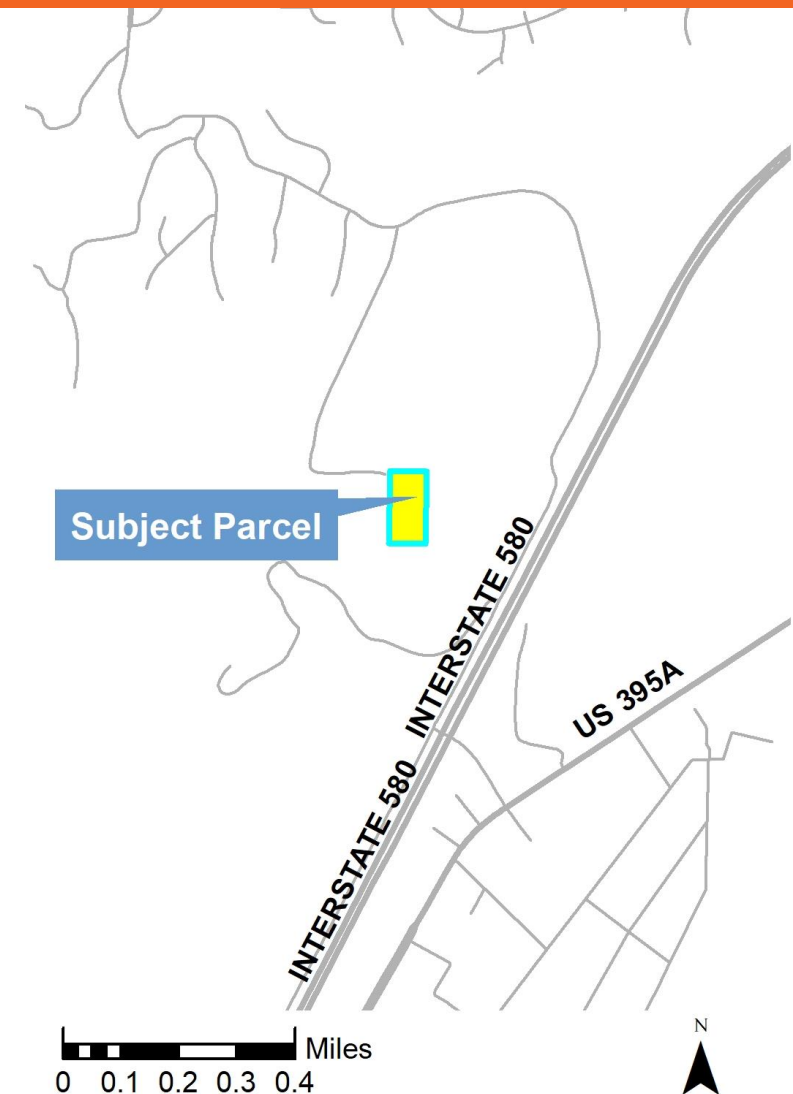 Subject Parcel
INTERSTATE 580
US 395A
INTERSTATE 580
Miles
0 0.1 0.2 0.3 0.4
N